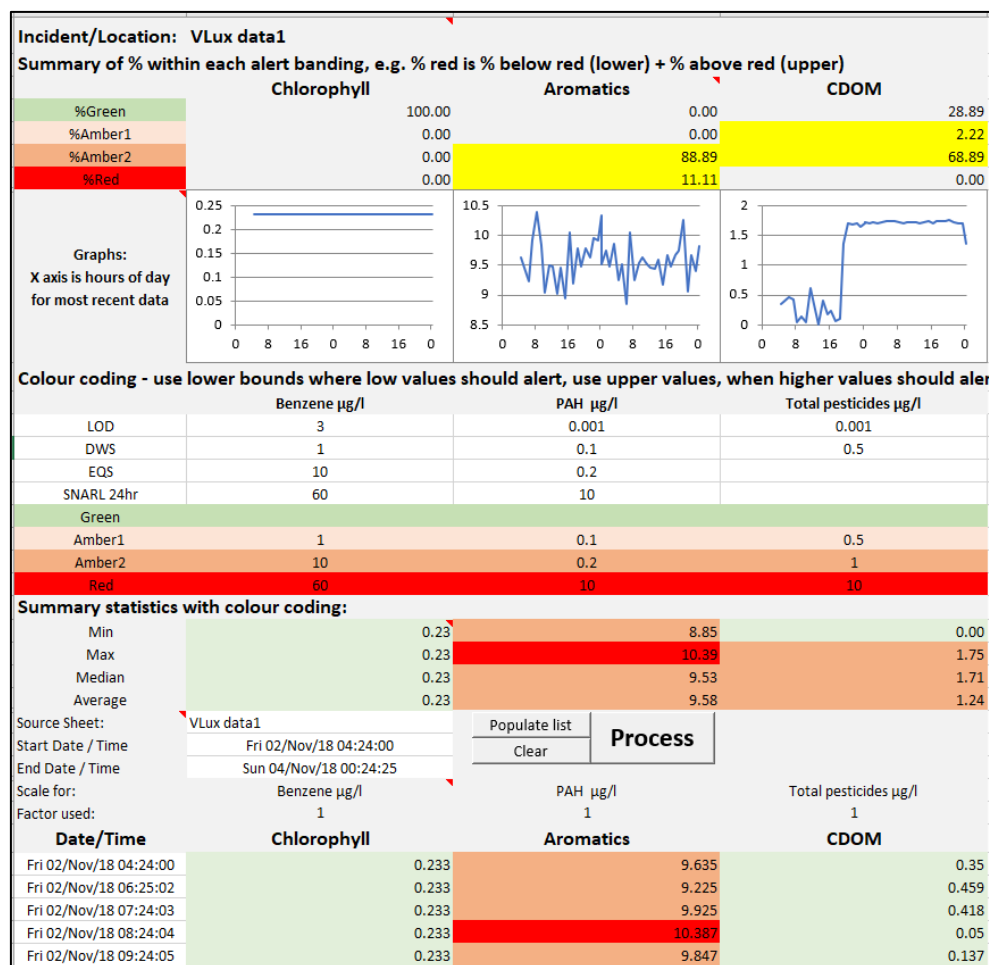 Incident/Location: VLux data1
Summary of % within each alert banding, e.g. % red is % below red (lower) + % above red (upper)
Chlorophyll Aromatics CDOM
%Green 100.00 0.00 28.89
%Amber1 0.00 0.00 2.22
%Amber2 0.00 88.89 68.89
%Red 0.00 11.11 0.00
Graphs:
X axis is hours of day
for most recent data
0.25
0.2
0.15
0.1
0.05
0
0 8 16 0 8 16 0
10.5
10
9.5
9
8.5
0 8 16 0 8 16 0
2
1.5
1
0.5
0
0 8 16 0 8 16 0
Colour coding - use lower bounds where low values should alert, use upper values, when higher values should aler
Benzene µg/l PAH µg/l Total pesticides µg/l
LOD 3 0.001 0.001
DWS 1 0.1 0.5
EQS 10 0.2
SNARL 24hr 60 10
Green
Amber1 1 0.1 0.5
Amber2 10 0.2 1
Red 60 10 10
Summary statistics with colour coding:
Min 0.23 8.85 0.00
Max 0.23 10.39 1.75
Median 0.23 9.53 1.71
Average 0.23 9.58 1.24
Source Sheet: VLux data1
Populate list
Process
Start Date / Time Fri 02/Nov/18 04:24:00
Clear
End Date / Time Sun 04/Nov/18 00:24:25
Scale for: Benzene µg/l PAH µg/l Total pesticides µg/l
Factor used: 1 1 1
Date/Time Chlorophyll Aromatics CDOM
Fri 02/Nov/18 04:24:00 0.233 9.635 0.35
Fri 02/Nov/18 06:25:02 0.233 9.225 0.459
Fri 02/Nov/18 07:24:03 0.233 9.925 0.418
Fri 02/Nov/18 08:24:04 0.233 10.387 0.05
Fri 02/Nov/18 09:24:05 0.233 9.847 0.137